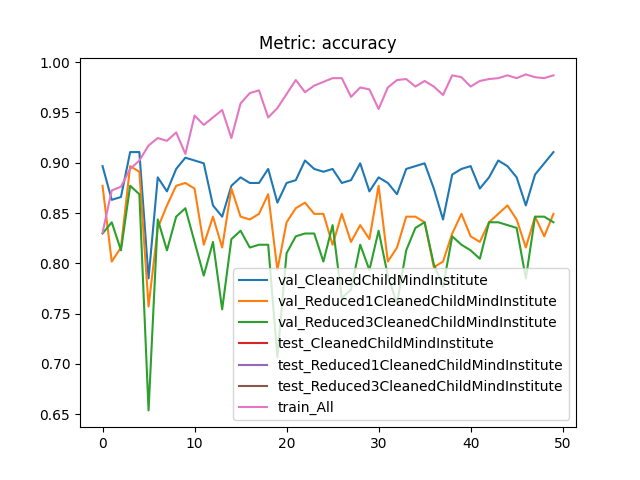 Metric: accuracy
1.00
0.95
0.90
0.85
0.80
0.75
0.70
0.65
val_CleanedChildMindInstitute
val_Reduced1CleanedChildMindInstitute
val_Reduced3CleanedChildMindInstitute
test_CleanedChildMindInstitute
test_Reduced1CleanedChildMindInstitute
test_Reduced3CleanedChildMindInstitute
train_All
0 10 20 30 40 50